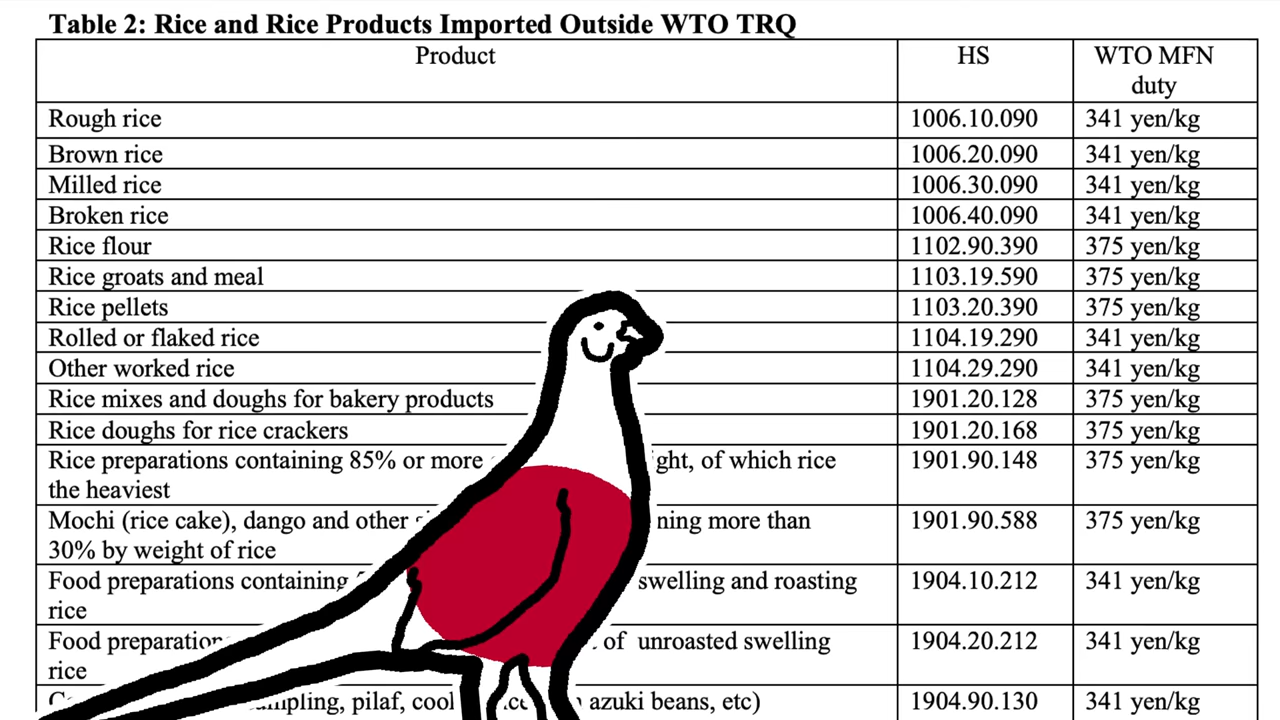 Table 2: Rice and Rice Products Imported Outside WTO TRQ
Product HS WTO MFN
duty
Rough rice 1006.10.090 341 yen/kg
Brown rice 1006.20.090 341 yen/kg
Milled rice 1006.30.090 341 yen/kg
Broken rice 1006.40.090 341 yen/kg
Rice flour 1102.90.390 375 yen/kg
Rice groats and meal 1103.19.590 375 yen/kg
Rice pellets 1103.20.390 375 yen/kg
Rolled or flaked rice 1104.19.290 341 yen/kg
Other worked rice 1104.29.290 341 yen/kg
Rice mixes and doughs for bakery products 1901.20.128 375 yen/kg
Rice doughs for rice crackers 1901.20.168 375 yen/kg
Rice preparations containing 85% or more of which rice 1901.90.148 375 yen/kg
the heaviest
Mochi (rice cake), dango and other more than 1901.90.588 375 yen/kg
30% by weight of rice
Food preparations containing swelling and roasting 1904.10.212 341 yen/kg
rice
Food of unroasted swelling 1904.20.212 341 yen/kg
rice
pilaf, azuki beans, etc) 1904.90.130 341 yen/kg